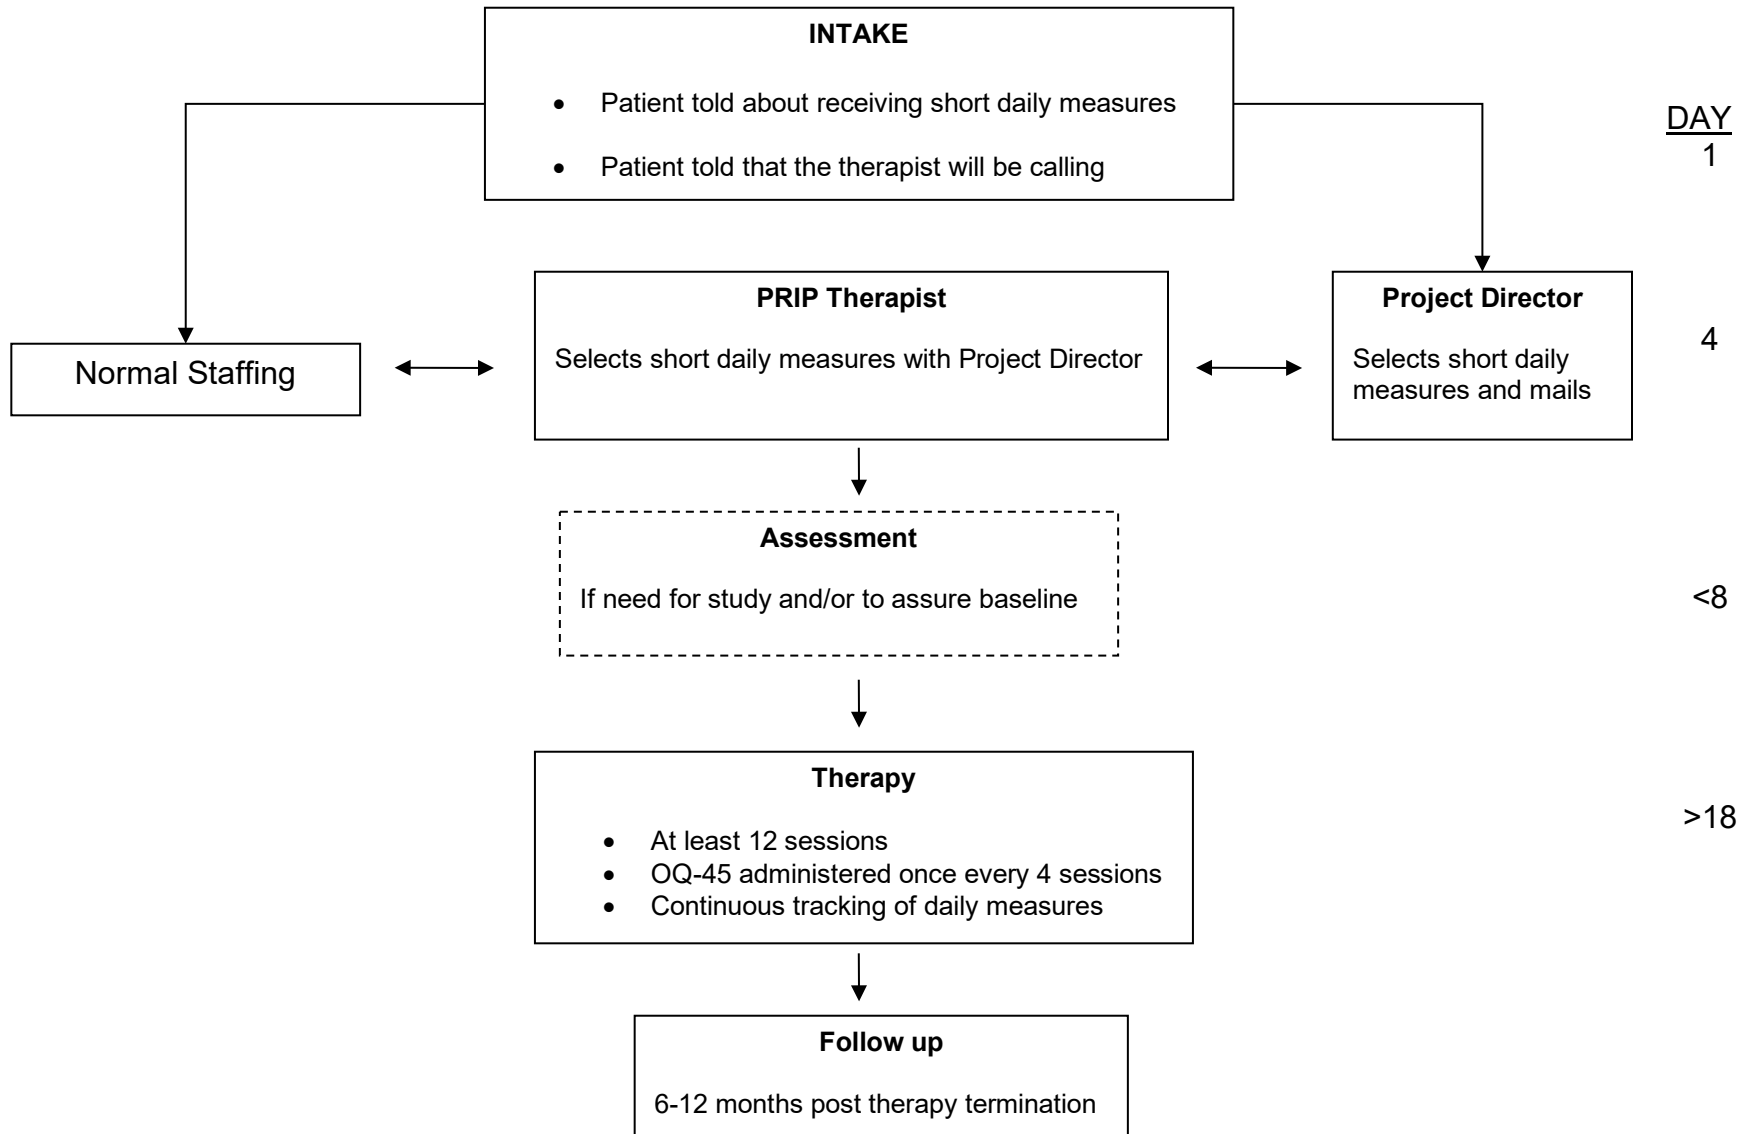 INTAKE
• Patient told about receiving short daily measures
• Patient told that the therapist will be calling
DAY
1
PRIP Therapist
Selects short daily measures with Project Director
Project Director
Selects short daily
measures and mails
4
Normal Staffing
Assessment
If need for study and/or to assure baseline
<8
Therapy
• At least 12 sessions
• OQ-45 administered once every 4 sessions
• Continuous tracking of daily measures
>18
Follow up
6-12 months post therapy termination